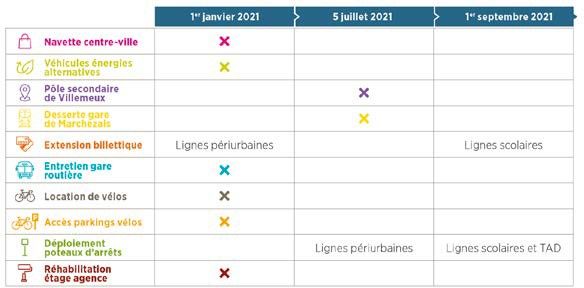 1er janvier 2021
5 juillet 2021
1er septembre 2021
Navette centre-ville
Véhicules énergies
alternatives
Pôle secondaire
de Villemeux
Desserte gare
de Marchezais
Extension billettique
Lignes périurbaines
Lignes scolaires
Entretien gare
routière
Location de vélos
P
Accès parkings vélos
Déploiement
poteaux d'arrêts
Lignes périurbaines
Lignes scolaires et TAD
Réhabilitation
étage agence